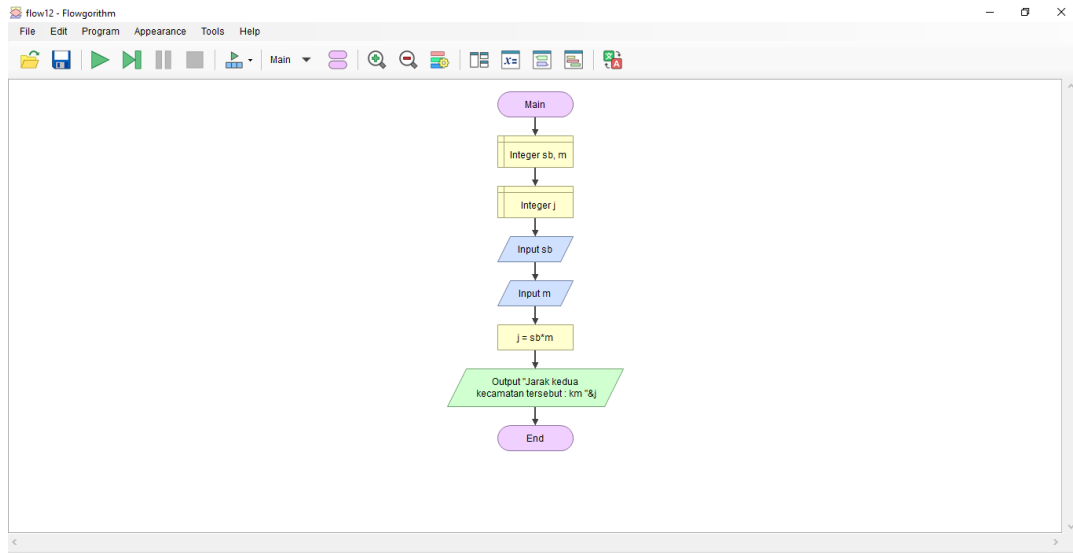 flow12 - Flowgorithm
File Edit Program Appearance Tools Help
Main
x=
Main
Integer sb, m
Integer j
Input sb
Input m
j = sb*m
Output "Jarak kedua
kecamatan tersebut : km "&j
End